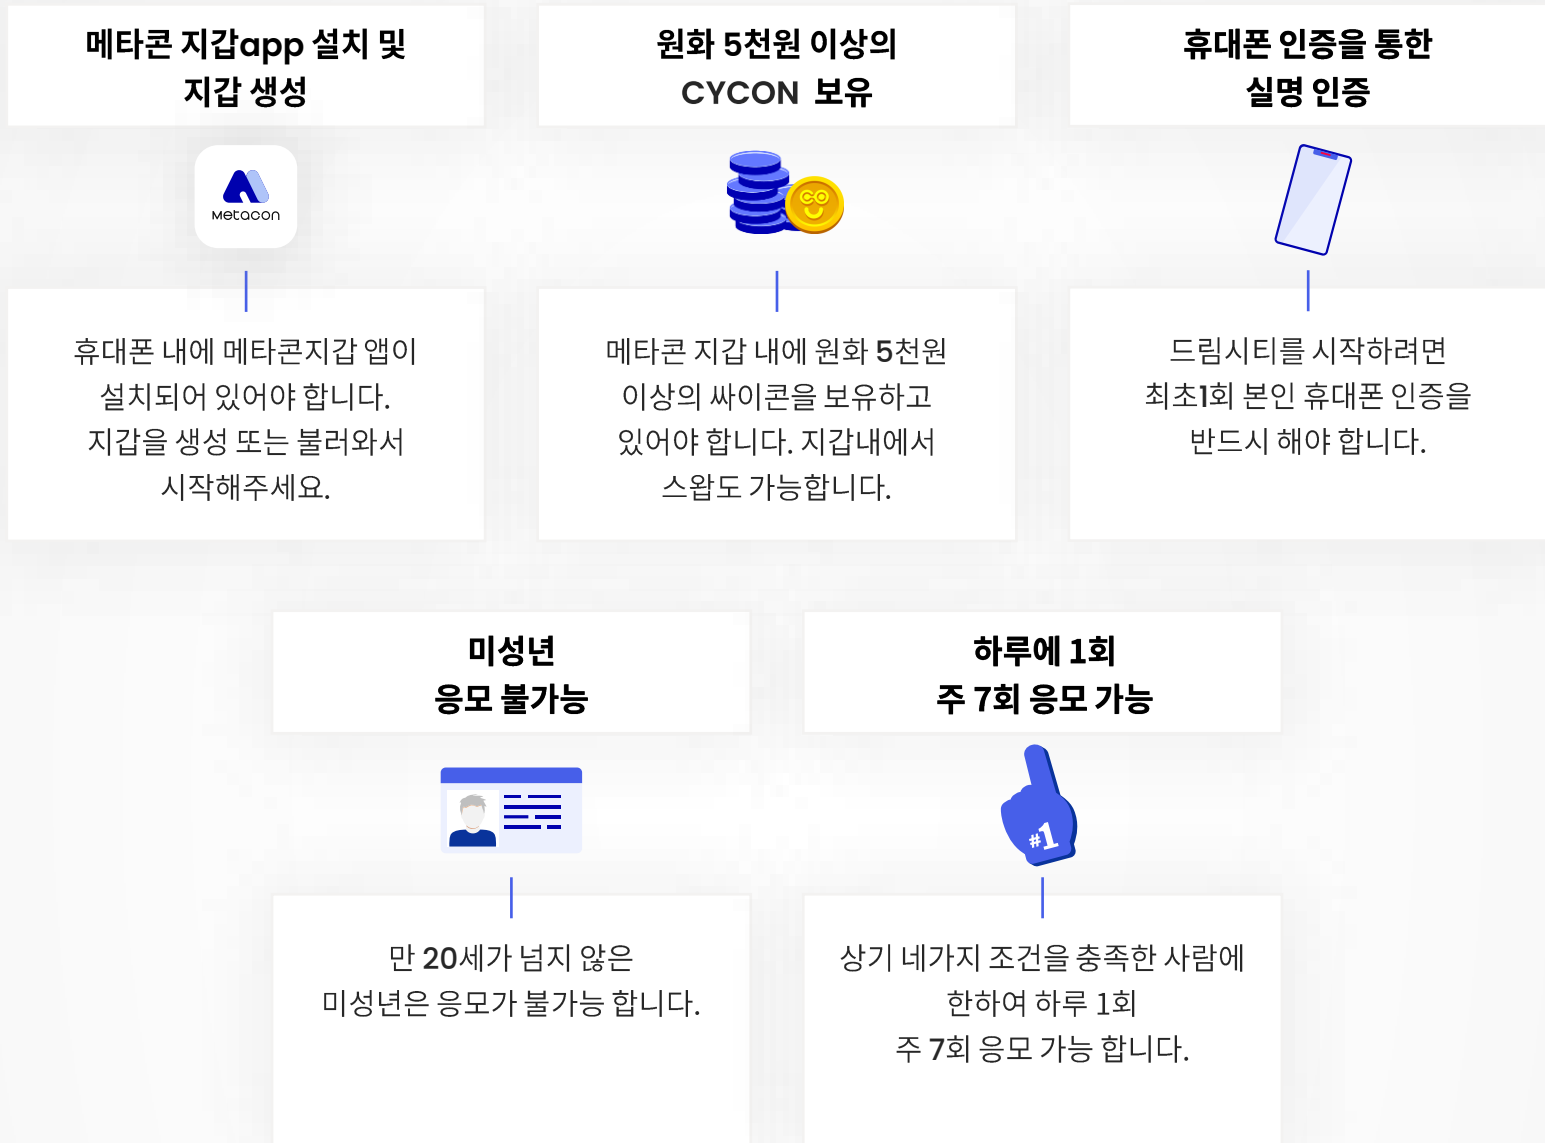 메타콘 지갑app 설치 및
지갑 생성
metacon
휴대폰 내에 메타콘지갑 앱이
설치되어 있어야 합니다.
지갑을 생성 또는 불러와서
시작해주세요.
원화 5천원 이상의
CYCON 보유
메타콘 지갑 내에 원화 5천원
이상의 싸이콘을 보유하고
있어야 합니다. 지갑내에서
스왑도 가능합니다.
휴대폰 인증을 통한
실명 인증
드림시티를 시작하려면
최초1회 본인 휴대폰 인증을
반드시 해야 합니다.
미성년
응모 불가능
만 20세가 넘지 않은
미성년은 응모가 불가능 합니다.
하루에 1회
주 7회 응모 가능
#1
상기 네가지 조건을 충족한 사람에
한하여 하루 1회
주 7회 응모 가능 합니다.